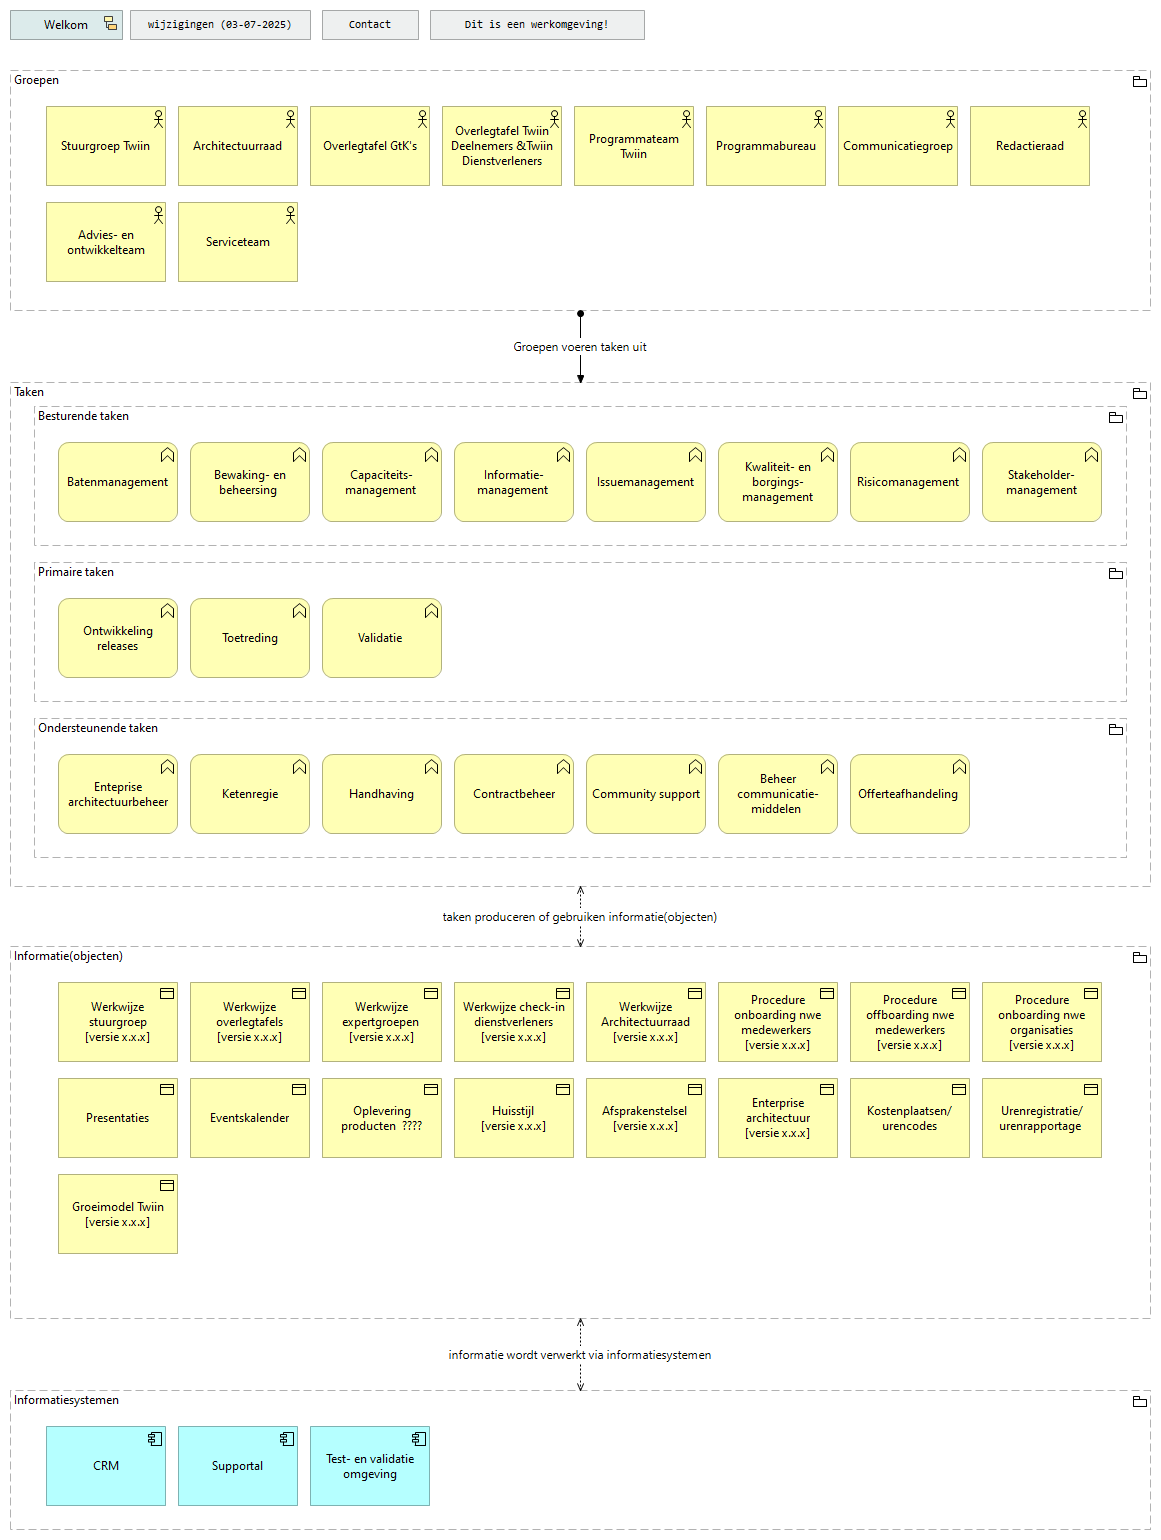 Welkom
wijzigingen (03-07-2025)
Contact
Dit is een werkomgeving!
Groepen
Stuurgroep Twiin
Architectuurraad
Overlegtafel GtK's
Overlegtafel Twiin
Deelnemers &Twiin
Dienstverleners
Programmateam
Twiin
Programmabureau
Communicatiegroep
Redactieraad
Advies- en
ontwikkelteam
Serviceteam
Groepen voeren taken uit
Taken
Besturende taken
Batenmanagement
Bewaking- en
beheersing
Capaciteits-
management
Informatie-
management
Issuemanagement
Kwaliteit- en
borgings-
management
Risicomanagement
Stakeholder-
management
Primaire taken
Ontwikkeling
releases
Toetreding
Validatie
Ondersteunende taken
Enteprise
architectuurbeheer
Ketenregie
Handhaving
Contractbeheer
Community support
Beheer
communicatie-
middelen
Offerteafhandeling
taken produceren of gebruiken informatie(objecten)
Informatie(objecten)
Werkwijze
stuurgroep
[versie x.x.x]
Werkwijze
overlegtafels
[versie x.x.x]
Werkwijze
expertgroepen
[versie x.x.x]
Werkwijze check-in
dienstverleners
[versie x.x.x]
Werkwijze
Architectuurraad
[versie x.x.x]
Procedure
onboarding nwe
medewerkers
[versie x.x.x]
Procedure
offboarding nwe
medewerkers
[versie x.x.x]
Procedure
onboarding nwe
organisaties
[versie x.x.x]
Presentaties
Eventskalender
Oplevering
producten ????
Huisstijl
[versie x.x.x]
Afsprakenstelsel
[versie x.x.x]
Enterprise
architectuur
[versie x.x.x]
Kostenplaatsen/
urencodes
Urenregistratie/
urenrapportage
Groeimodel Twiin
[versie x.x.x]
informatie wordt verwerkt via informatiesystemen
Informatiesystemen
CRM
Supportal
Test- en validatie
omgeving